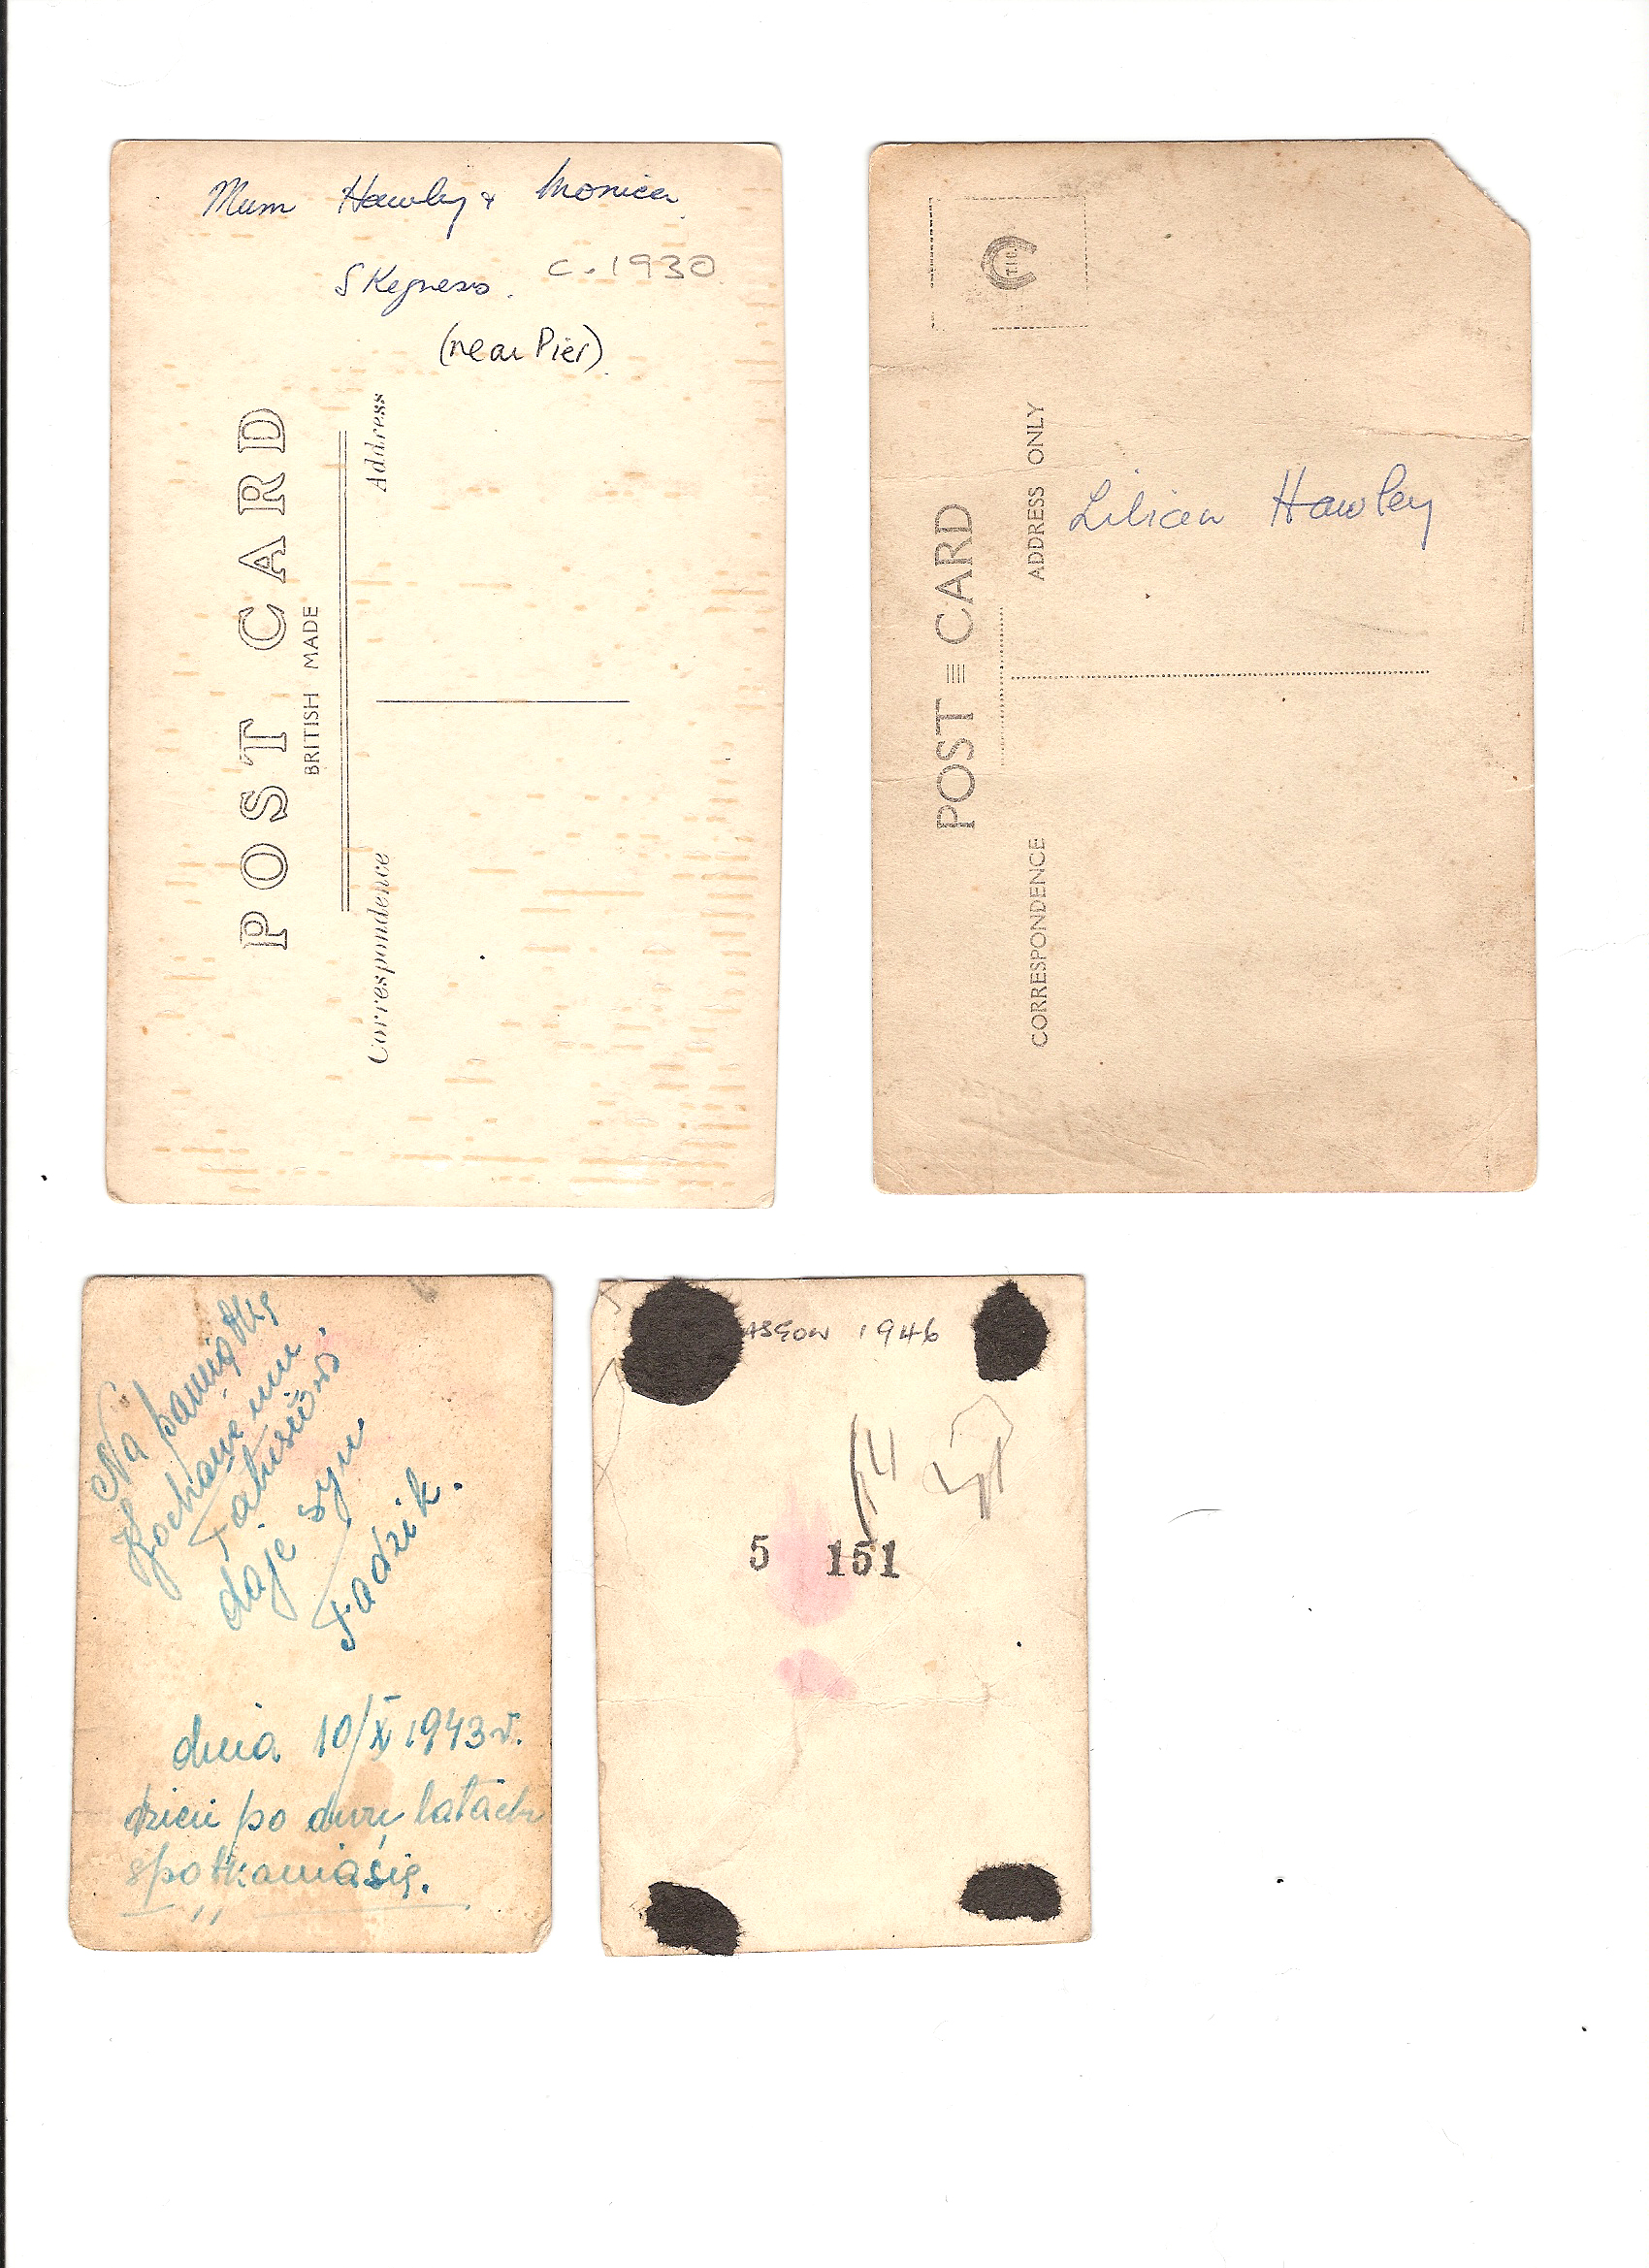 Mum Hawley & Monica
Skegness. c. 1930
(near Pier)
POST CARD
BRITISH MADE
Correspondence
Address
POST CARD
CORRESPONDENCE
ADDRESS ONLY
Lilian Hawley
Na pamiątkę
Kochanemu
Tatusiowi
daje syn
Tadzik.
dnia 10/X 1943 r.
dzień po dwu latach
spotkania się.
ASGOW 1946
5 151